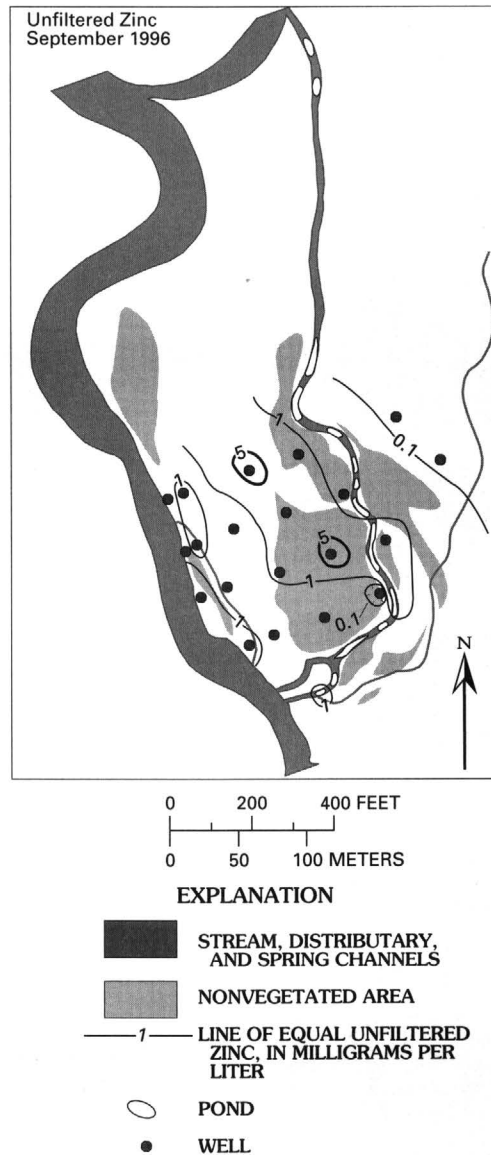 Unfiltered Zinc
September 1996
1
0.1
5
1
5
1
0.1
1
1
N
0 200 400 FEET
0 50 100 METERS
EXPLANATION
STREAM, DISTRIBUTARY,
AND SPRING CHANNELS
NONVEGETATED AREA
1 LINE OF EQUAL UNFILTERED
ZINC, IN MILLIGRAMS PER
LITER
POND
WELL